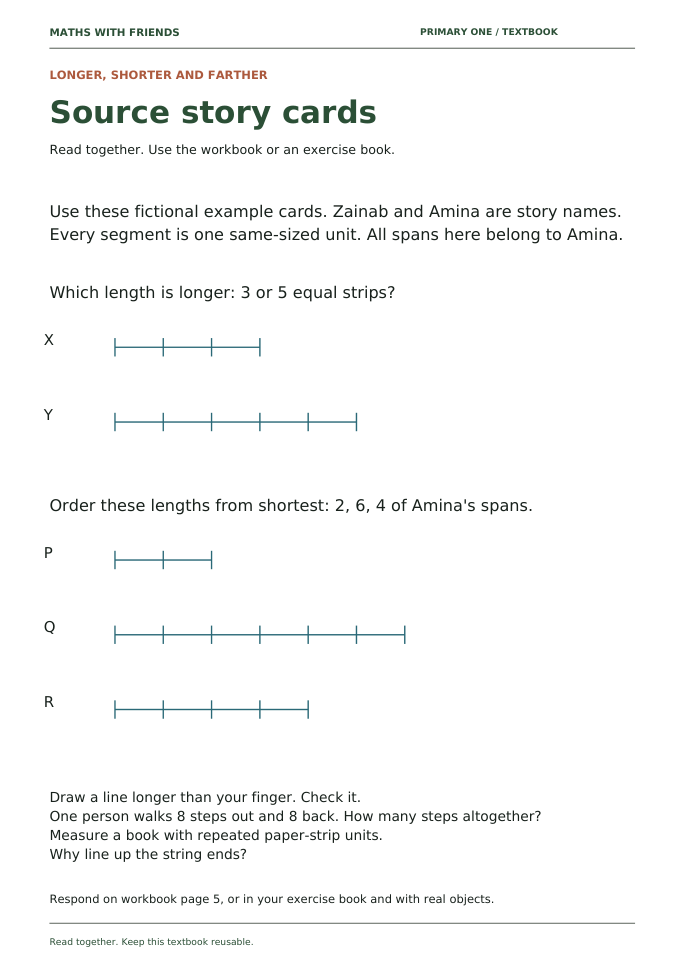 MATHS WITH FRIENDS
PRIMARY ONE / TEXTBOOK
LONGER, SHORTER AND FARTHER
Source story cards
Read together. Use the workbook or an exercise book.
Use these fictional example cards. Zainab and Amina are story names.
Every segment is one same-sized unit. All spans here belong to Amina.
Which length is longer: 3 or 5 equal strips?
X
Y
Order these lengths from shortest: 2, 6, 4 of Amina's spans.
P
Q
R
Draw a line longer than your finger. Check it.
One person walks 8 steps out and 8 back. How many steps altogether?
Measure a book with repeated paper-strip units.
Why line up the string ends?
Respond on workbook page 5, or in your exercise book and with real objects.
Read together. Keep this textbook reusable.